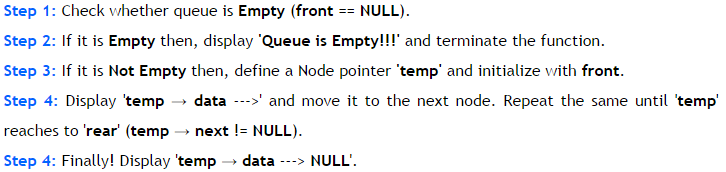 Step 1: Check whether queue is Empty (front == NULL).
Step 2: If it is Empty then, display 'Queue is Empty!!!' and terminate the function.
Step 3: If it is Not Empty then, define a Node pointer 'temp' and initialize with front.
Step 4: Display 'temp → data --->' and move it to the next node. Repeat the same until 'temp'
reaches to 'rear' (temp → next != NULL).
Step 4: Finally! Display 'temp → data ---> NULL'.